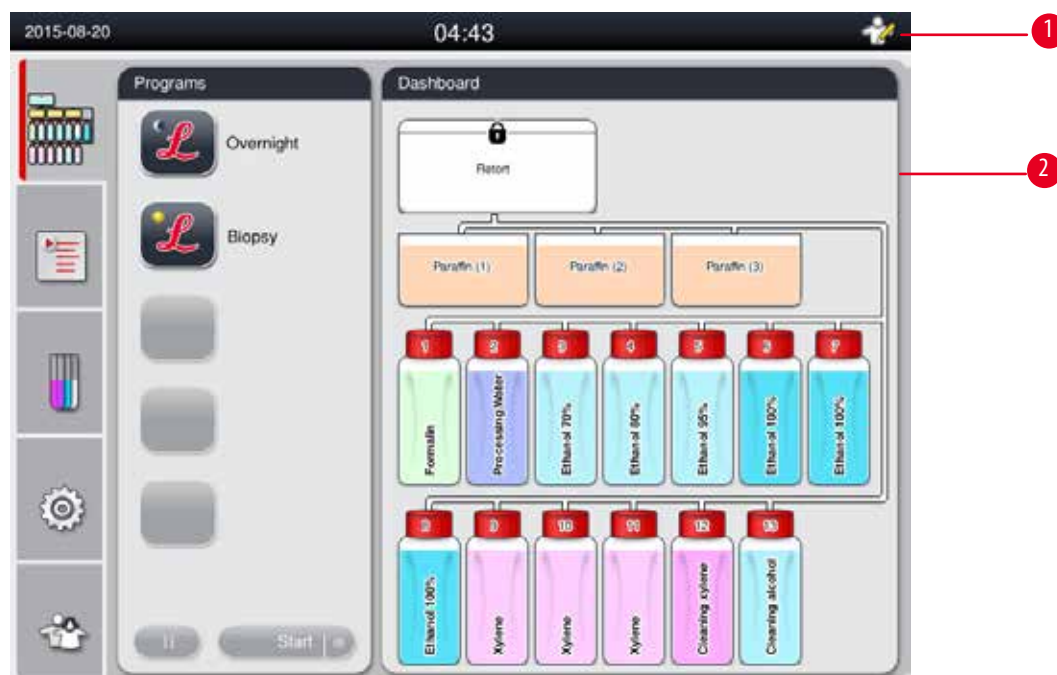 2015-08-20
04:43
1
Programs
Dashboard
L
Overnight
Retort
2
L
Biopsy
Paraffin (1)
Paraffin (2)
Paraffin (3)
1
2
3
4
5
6
7
Formalin
Processing Water
Ethanol 70%
Ethanol 80%
Ethanol 95%
Ethanol 100%
Ethanol 100%
8
9
10
11
12
13
Ethanol 100%
Xylene
Xylene
Xylene
Cleaning xylene
Cleaning alcohol
Start